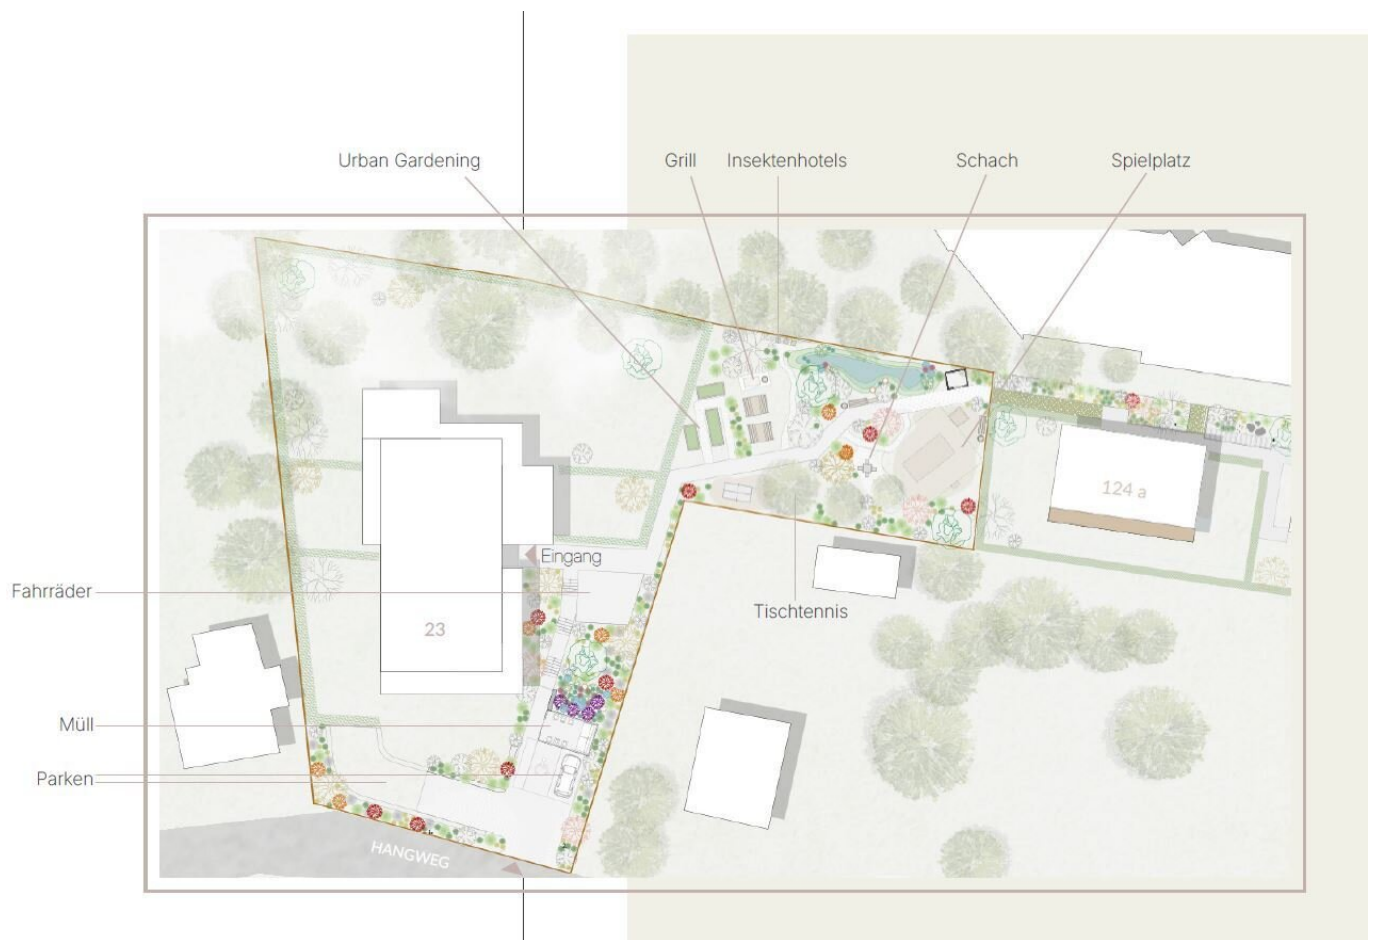 Urban Gardening
Grill
Insektenhotels
Schach
Spielplatz
124 a
Eingang
Fahrräder
Tischtennis
23
Müll
Parken
HANGWEG